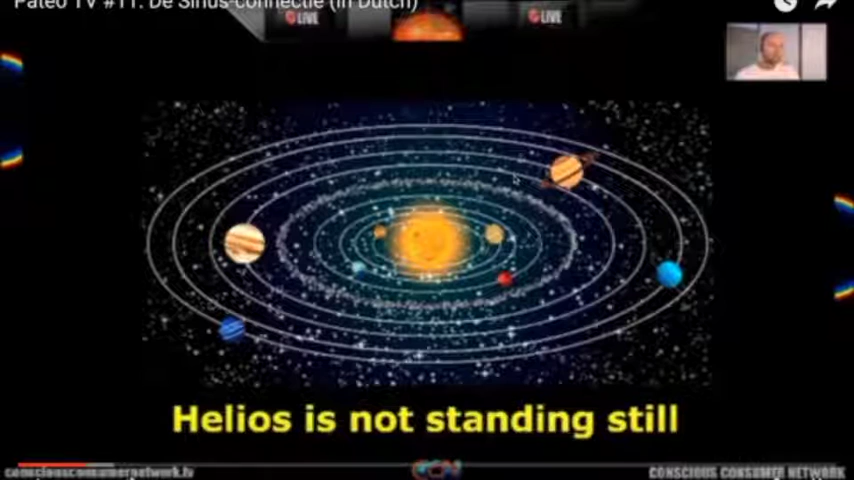 Pateo TV #11: De Sirius-connectie (in Dutch)
LIVE
LIVE
Helios is not standing still
consciousconsumernetwork.tv
CCN
CONSCIOUS CONSUMER NETWORK